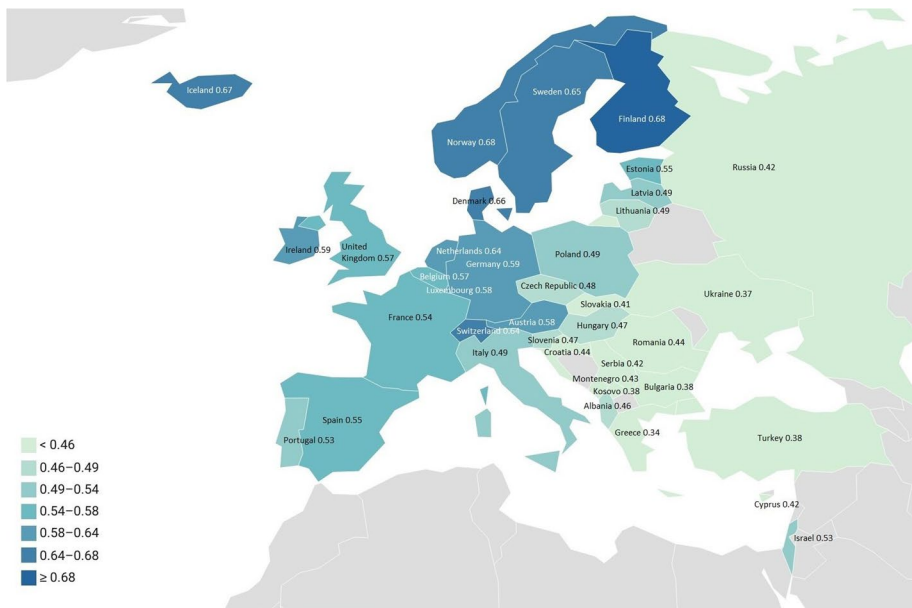 Iceland 0.67
Sweden 0.65
Finland 0.68
Norway 0.68
Russia 0.42
Estonia 0.55
Latvia 0.49
Denmark 0.66
Lithuania 0.49
Ireland 0.59
United
Kingdom 0.57
Netherlands 0.64
Germany 0.59
Poland 0.49
Belgium 0.57
Luxembourg 0.58
Czech Republic 0.48
Ukraine 0.37
Slovakia 0.41
France 0.54
Austria 0.58
Hungary 0.47
Switzerland 0.64
Slovenia 0.47
Romania 0.44
Italy 0.49
Croatia 0.44
Serbia 0.42
Montenegro 0.43
Kosovo 0.38
Bulgaria 0.38
Albania 0.46
Spain 0.55
Portugal 0.53
Greece 0.34
Turkey 0.38
Cyprus 0.42
Israel 0.53
< 0.46
0.46–0.49
0.49–0.54
0.54–0.58
0.58–0.64
0.64–0.68
≥ 0.68